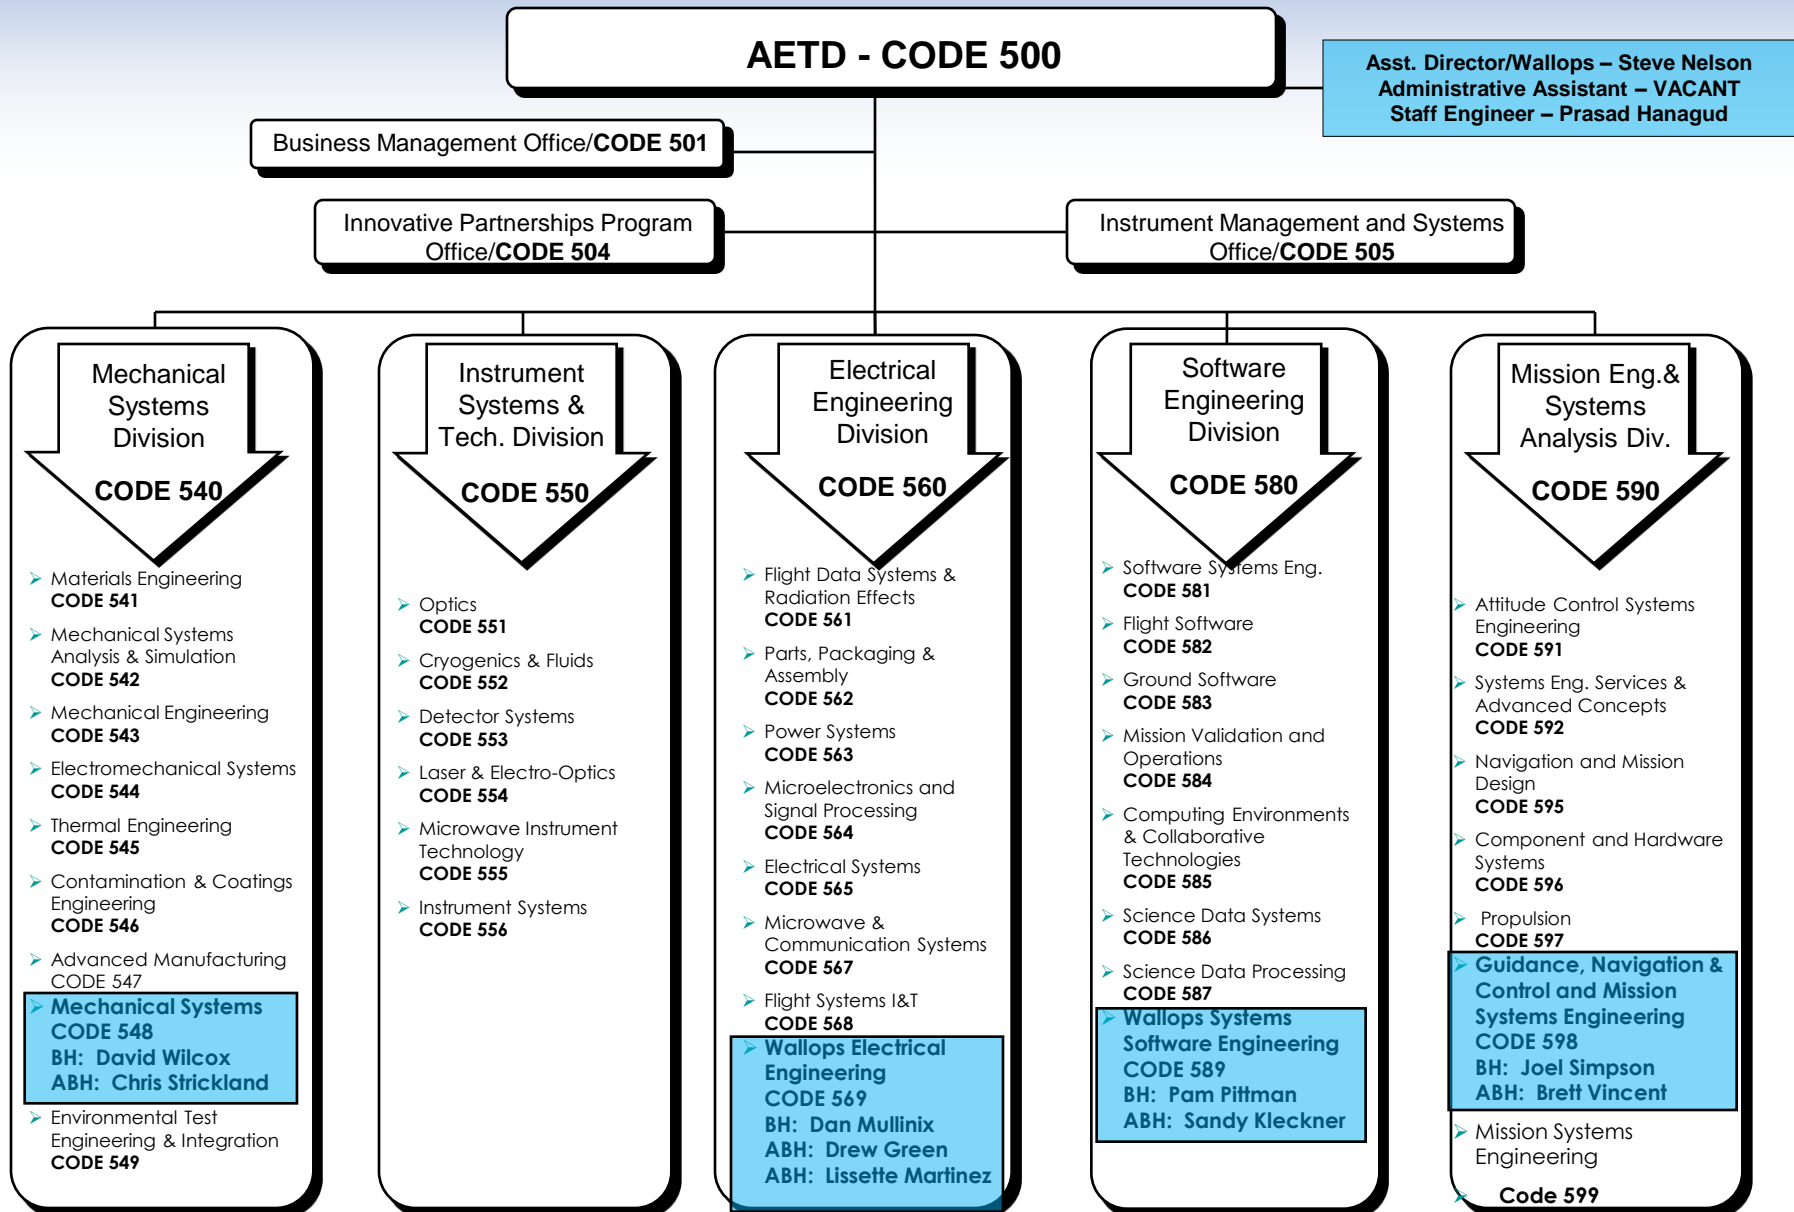 AETD - CODE 500
Asst. Director/Wallops – Steve Nelson
Administrative Assistant – VACANT
Staff Engineer – Prasad Hanagud
Business Management Office/CODE 501
Innovative Partnerships Program
Office/CODE 504
Instrument Management and Systems
Office/CODE 505
Mechanical
Systems
Division
CODE 540
Materials Engineering
CODE 541
Mechanical Systems
Analysis & Simulation
CODE 542
Mechanical Engineering
CODE 543
Electromechanical Systems
CODE 544
Thermal Engineering
CODE 545
Contamination & Coatings
Engineering
CODE 546
Advanced Manufacturing
CODE 547
Mechanical Systems
CODE 548
BH: David Wilcox
ABH: Chris Strickland
Environmental Test
Engineering & Integration
CODE 549
Instrument
Systems &
Tech. Division
CODE 550
Optics
CODE 551
Cryogenics & Fluids
CODE 552
Detector Systems
CODE 553
Laser & Electro-Optics
CODE 554
Microwave Instrument
Technology
CODE 555
Instrument Systems
CODE 556
Electrical
Engineering
Division
CODE 560
Flight Data Systems &
Radiation Effects
CODE 561
Parts, Packaging &
Assembly
CODE 562
Power Systems
CODE 563
Microelectronics and
Signal Processing
CODE 564
Electrical Systems
CODE 565
Microwave &
Communication Systems
CODE 567
Flight Systems I&T
CODE 568
Wallops Electrical
Engineering
CODE 569
BH: Dan Mullinix
ABH: Drew Green
ABH: Lissette Martinez
Software
Engineering
Division
CODE 580
Software Systems Eng.
CODE 581
Flight Software
CODE 582
Ground Software
CODE 583
Mission Validation and
Operations
CODE 584
Computing Environments
& Collaborative
Technologies
CODE 585
Science Data Systems
CODE 586
Science Data Processing
CODE 587
Wallops Systems
Software Engineering
CODE 589
BH: Pam Pittman
ABH: Sandy Kleckner
Mission Eng.&
Systems
Analysis Div.
CODE 590
Attitude Control Systems
Engineering
CODE 591
Systems Eng. Services &
Advanced Concepts
CODE 592
Navigation and Mission
Design
CODE 595
Component and Hardware
Systems
CODE 596
Propulsion
CODE 597
Guidance, Navigation &
Control and Mission
Systems Engineering
CODE 598
BH: Joel Simpson
ABH: Brett Vincent
Mission Systems
Engineering
Code 599